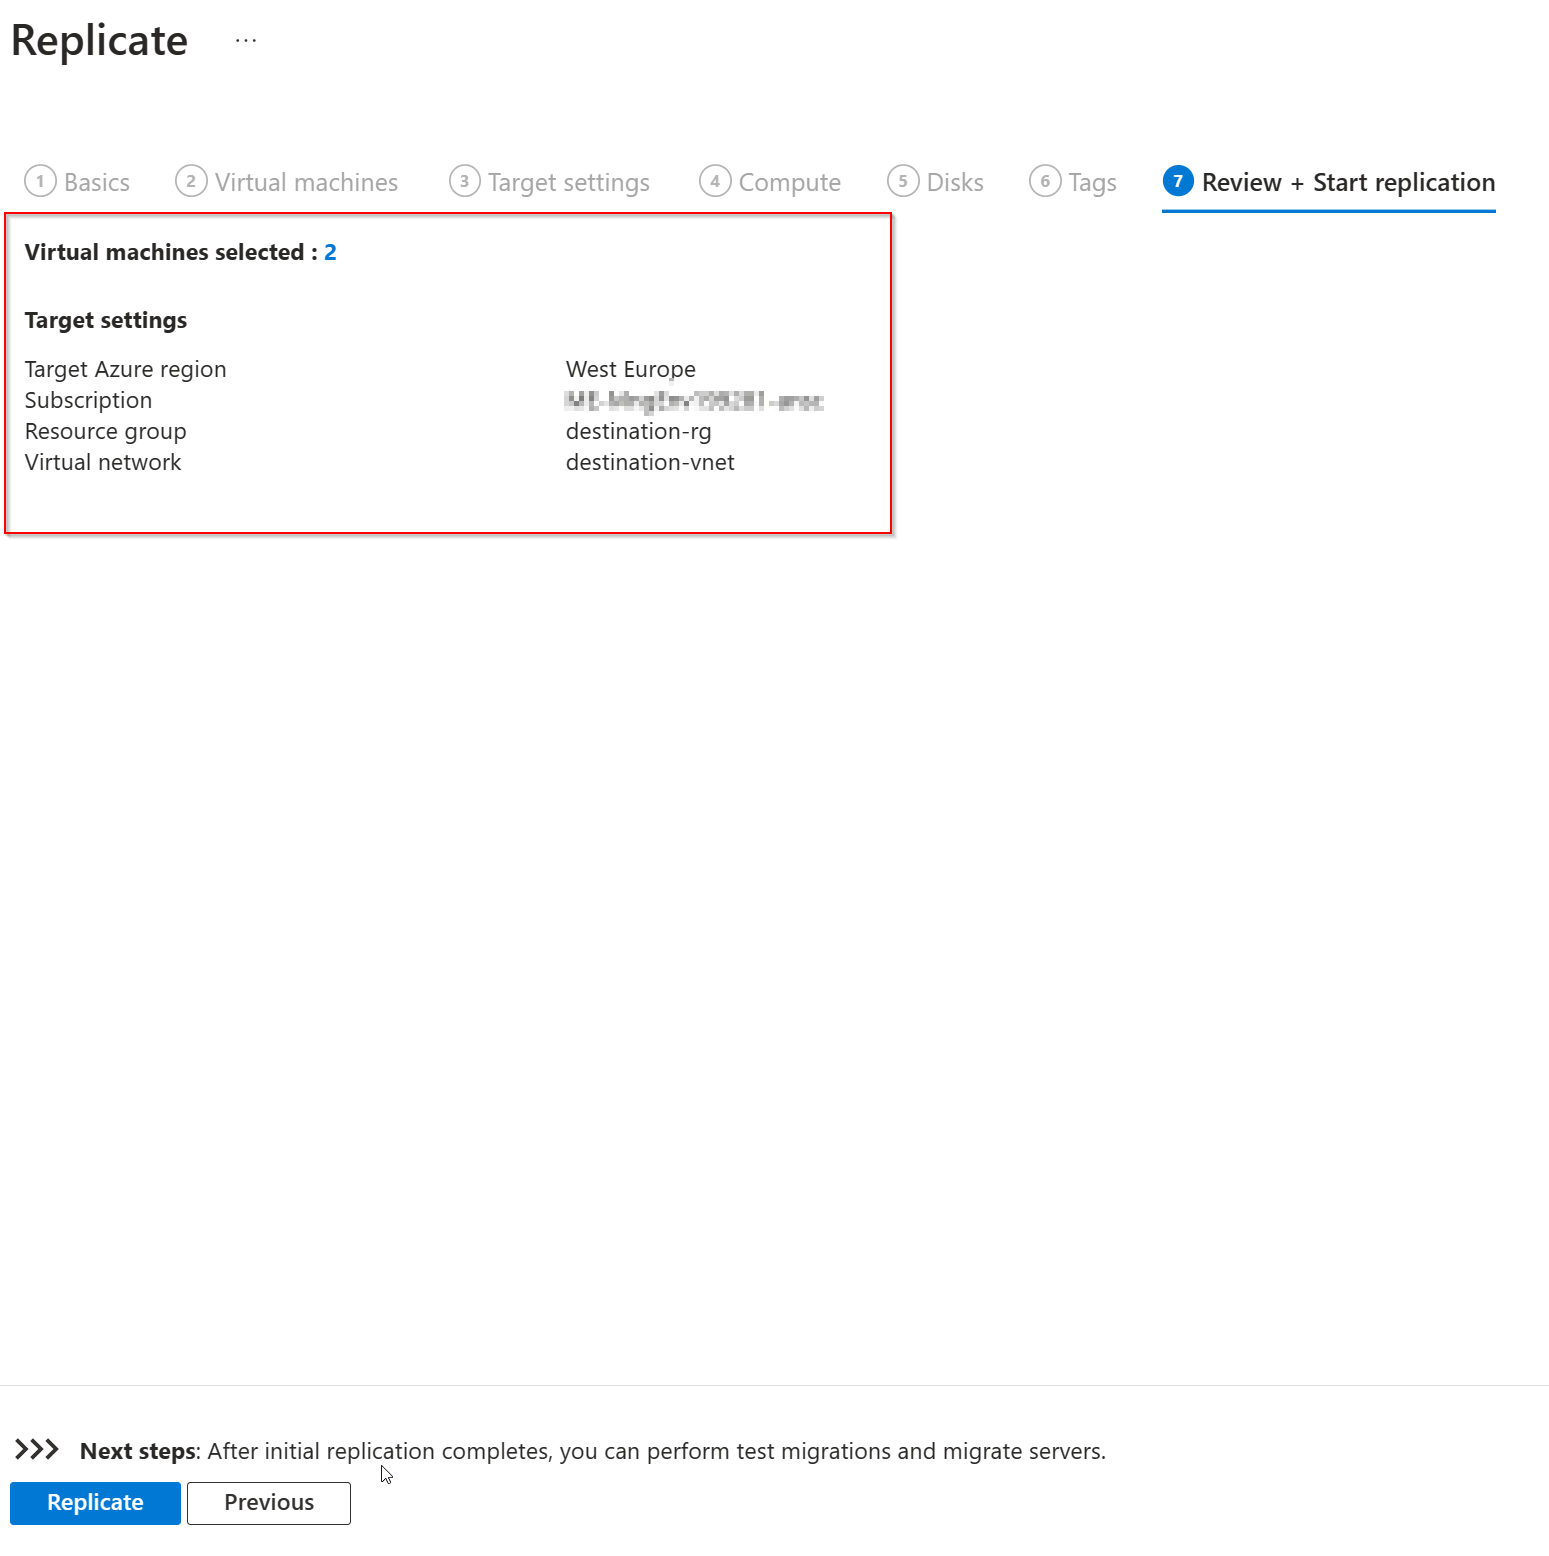 Replicate ...
1 Basics 2 Virtual machines 3 Target settings 4 Compute 5 Disks 6 Tags 7 Review + Start replication
Virtual machines selected : 2
Target settings
Target Azure region West Europe
Subscription
Resource group destination-rg
Virtual network destination-vnet
Next steps: After initial replication completes, you can perform test migrations and migrate servers.
Replicate Previous